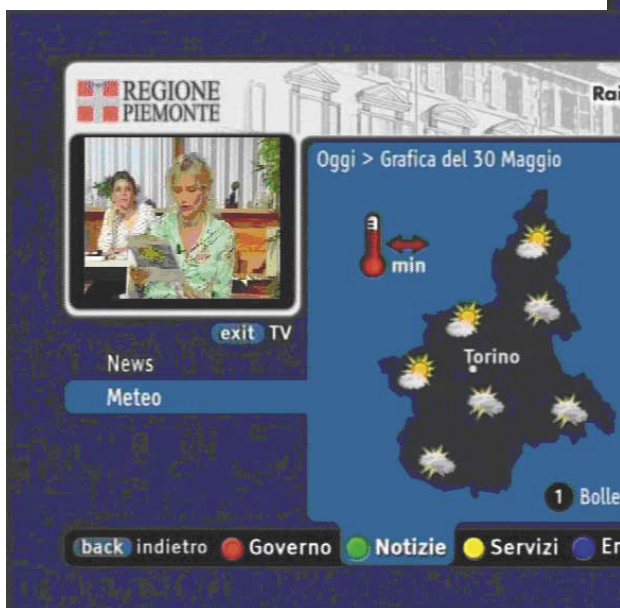 REGIONE
PIEMONTE
Rai
Oggi > Grafica del 30 Maggio
min
exit TV
News
Meteo
Torino
1 Bolle
back indietro Governo Notizie Servizi En